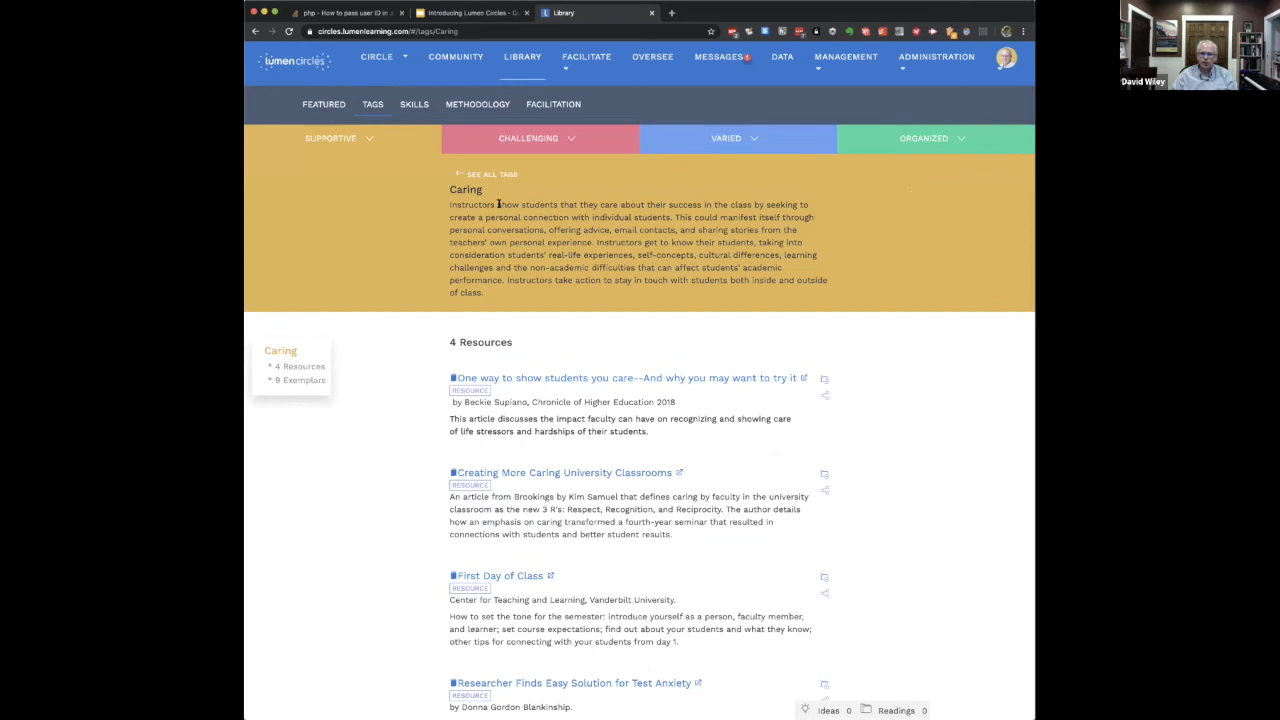 php - How to pass user ID in
Introducing Lumen Circles -
Library
circles.lumenlearning.com/#/tags/Caring
David Wiley
lumencircles
CIRCLE
COMMUNITY
LIBRARY
FACILITATE
OVERSEE
MESSAGES
DATA
MANAGEMENT
ADMINISTRATION
FEATURED
TAGS
SKILLS
METHODOLOGY
FACILITATION
SUPPORTIVE
CHALLENGING
VARIED
ORGANIZED
← SEE ALL TAGS
Caring
Instructors show students that they care about their success in the class by seeking to
create a personal connection with individual students. This could manifest itself through
personal conversations, offering advice, email contacts, and sharing stories from the
teachers' own personal experience. Instructors get to know their students, taking into
consideration students' real-life experiences, self-concepts, cultural differences, learning
challenges and the non-academic difficulties that can affect students' academic
performance. Instructors take action to stay in touch with students both inside and outside
of class.
Caring
* 4 Resources
* 9 Exemplars
4 Resources
One way to show students you care--And why you may want to try it
RESOURCE
by Beckie Supiano, Chronicle of Higher Education 2018
This article discusses the impact faculty can have on recognizing and showing care
of life stressors and hardships of their students.
Creating More Caring University Classrooms
RESOURCE
An article from Brookings by Kim Samuel that defines caring by faculty in the university
classroom as the new 3 R's: Respect, Recognition, and Reciprocity. The author details
how an emphasis on caring transformed a fourth-year seminar that resulted in
connections with students and better student results.
First Day of Class
RESOURCE
Center for Teaching and Learning, Vanderbilt University.
How to set the tone for the semester: introduce yourself as a person, faculty member,
and learner; set course expectations; find out about your students and what they know;
other tips for connecting with your students from day 1.
Researcher Finds Easy Solution for Test Anxiety
RESOURCE
by Donna Gordon Blankinship.
Ideas 0
Readings 0